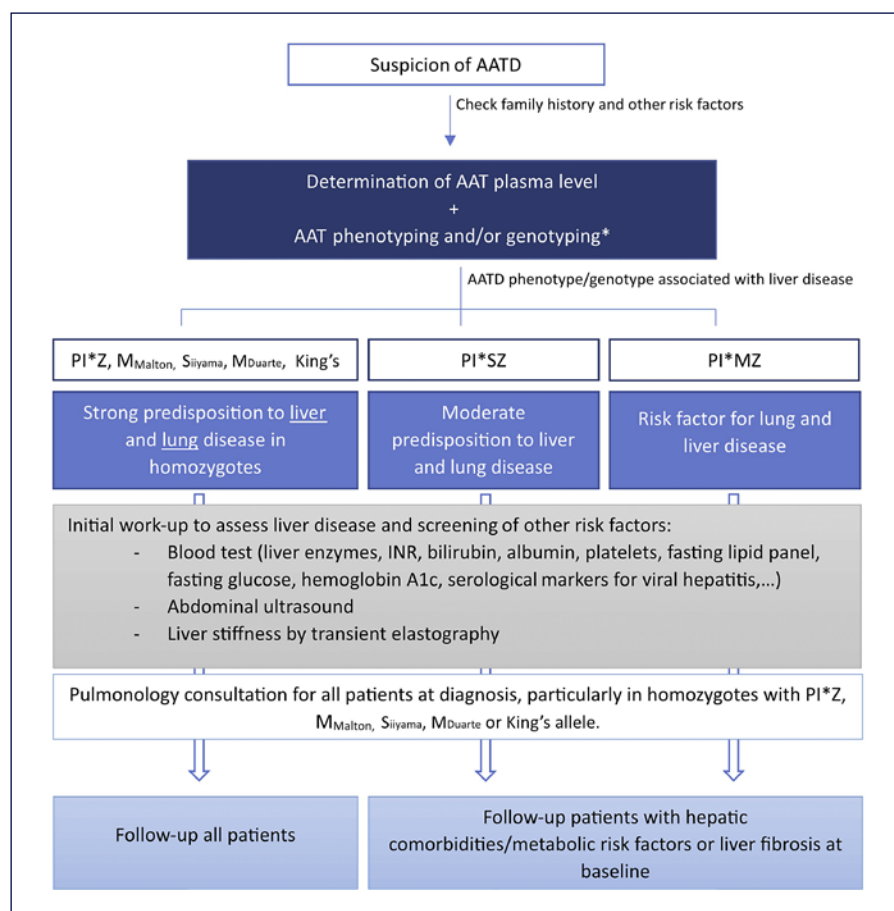 Suspicion of AATD
Check family history and other risk factors
Determination of AAT plasma level
+
AAT phenotyping and/or genotyping*
AATD phenotype/genotype associated with liver disease
PI*Z, MMalton, Siiyama, MDuarte, King's
PI*SZ
PI*MZ
Strong predisposition to liver
and lung disease in
homozygotes
Moderate
predisposition to liver
and lung disease
Risk factor for lung and
liver disease
Initial work-up to assess liver disease and screening of other risk factors:
- Blood test (liver enzymes, INR, bilirubin, albumin, platelets, fasting lipid panel,
fasting glucose, hemoglobin A1c, serological markers for viral hepatitis,...)
- Abdominal ultrasound
- Liver stiffness by transient elastography
Pulmonology consultation for all patients at diagnosis, particularly in homozygotes with PI*Z,
MMalton, Siiyama, MDuarte or King's allele.
Follow-up all patients
Follow-up patients with hepatic
comorbidities/metabolic risk factors or liver fibrosis at
baseline